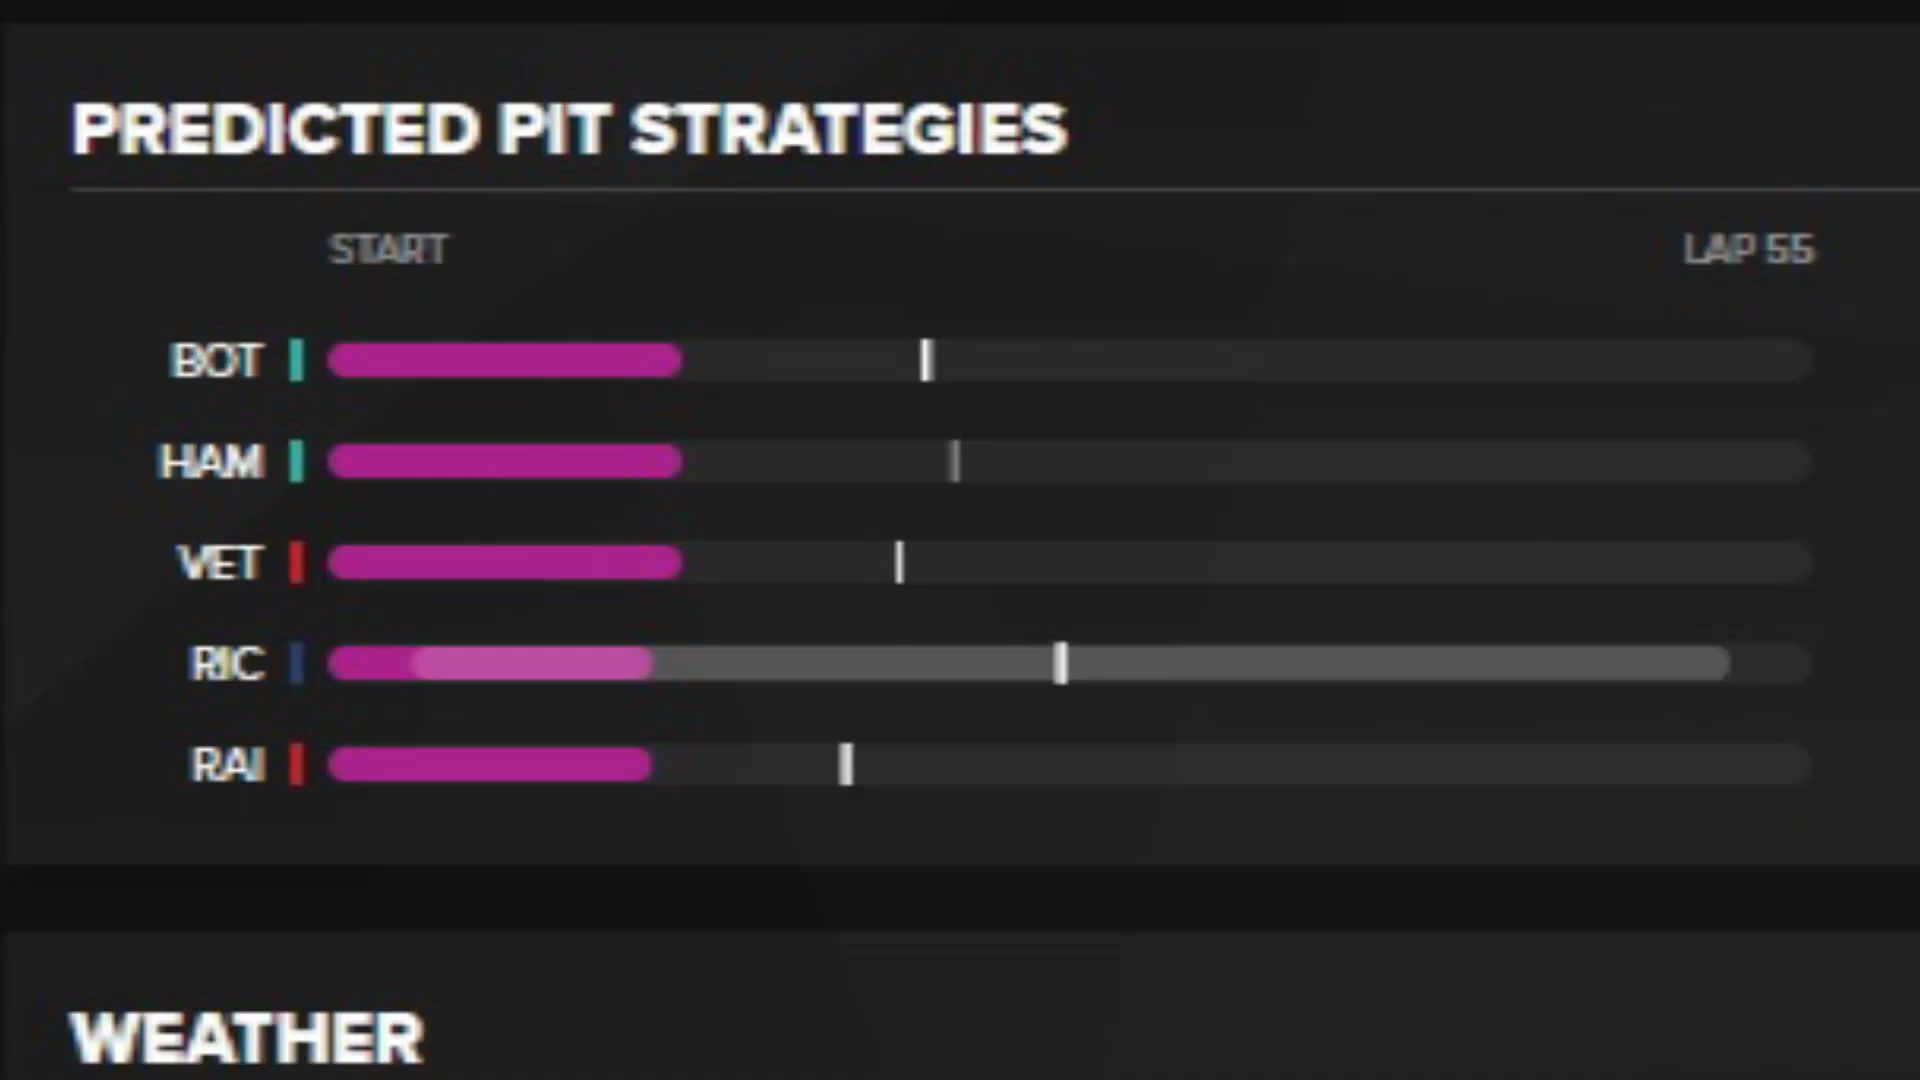 PREDICTED PIT STRATEGIES
START LAP 55
BOT
HAM
VET
RIC
RAI
WEATHER